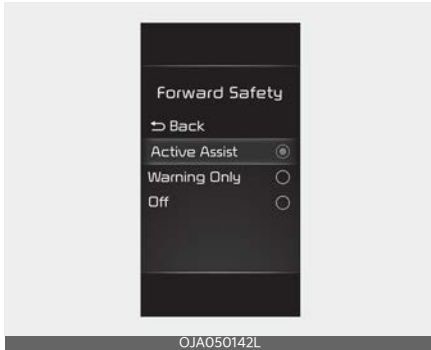 Forward Safety
Back
Active Assist
Warning Only
Off
OJA050142L